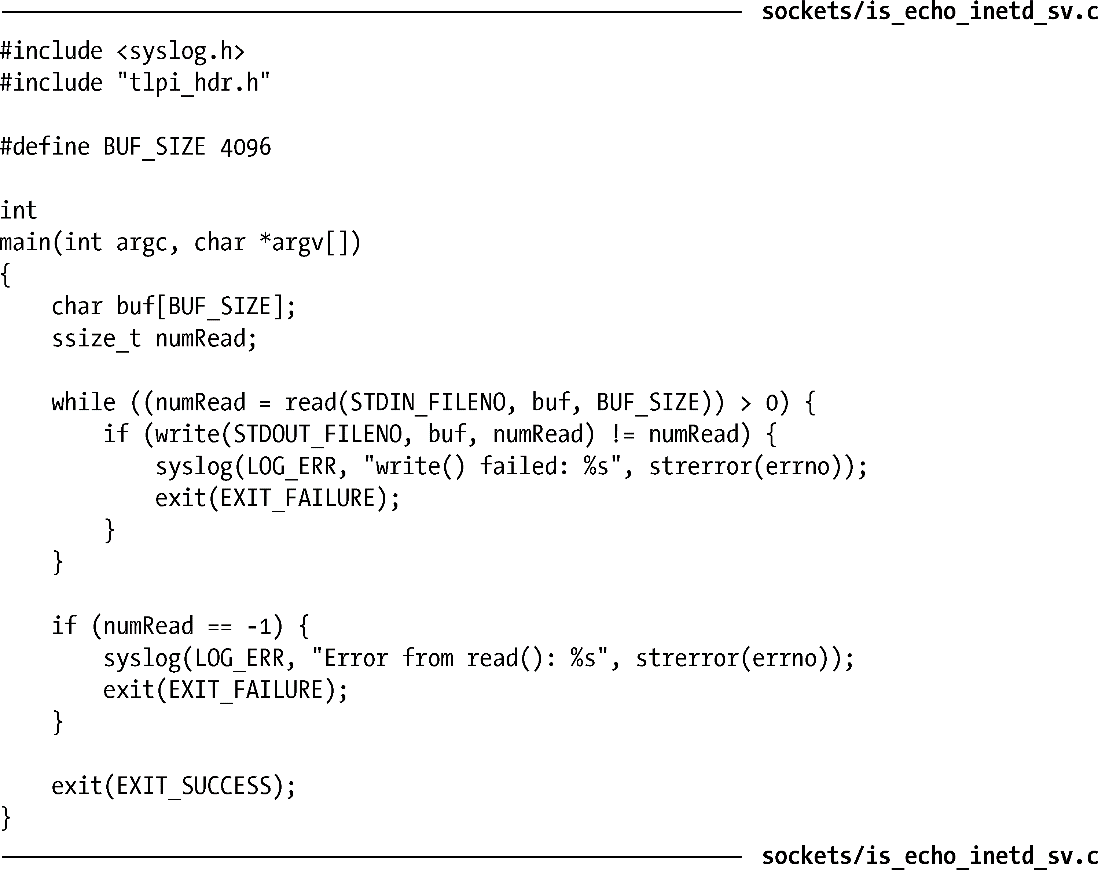 sockets/is_echo_inetd_sv.c
#include <syslog.h>
#include "tlpi_hdr.h"

#define BUF_SIZE 4096

int
main(int argc, char *argv[])
{
    char buf[BUF_SIZE];
    ssize_t numRead;

    while ((numRead = read(STDIN_FILENO, buf, BUF_SIZE)) > 0) {
        if (write(STDOUT_FILENO, buf, numRead) != numRead) {
            syslog(LOG_ERR, "write() failed: %s", strerror(errno));
            exit(EXIT_FAILURE);
        }
    }

    if (numRead == -1) {
        syslog(LOG_ERR, "Error from read(): %s", strerror(errno));
        exit(EXIT_FAILURE);
    }

    exit(EXIT_SUCCESS);
}
sockets/is_echo_inetd_sv.c